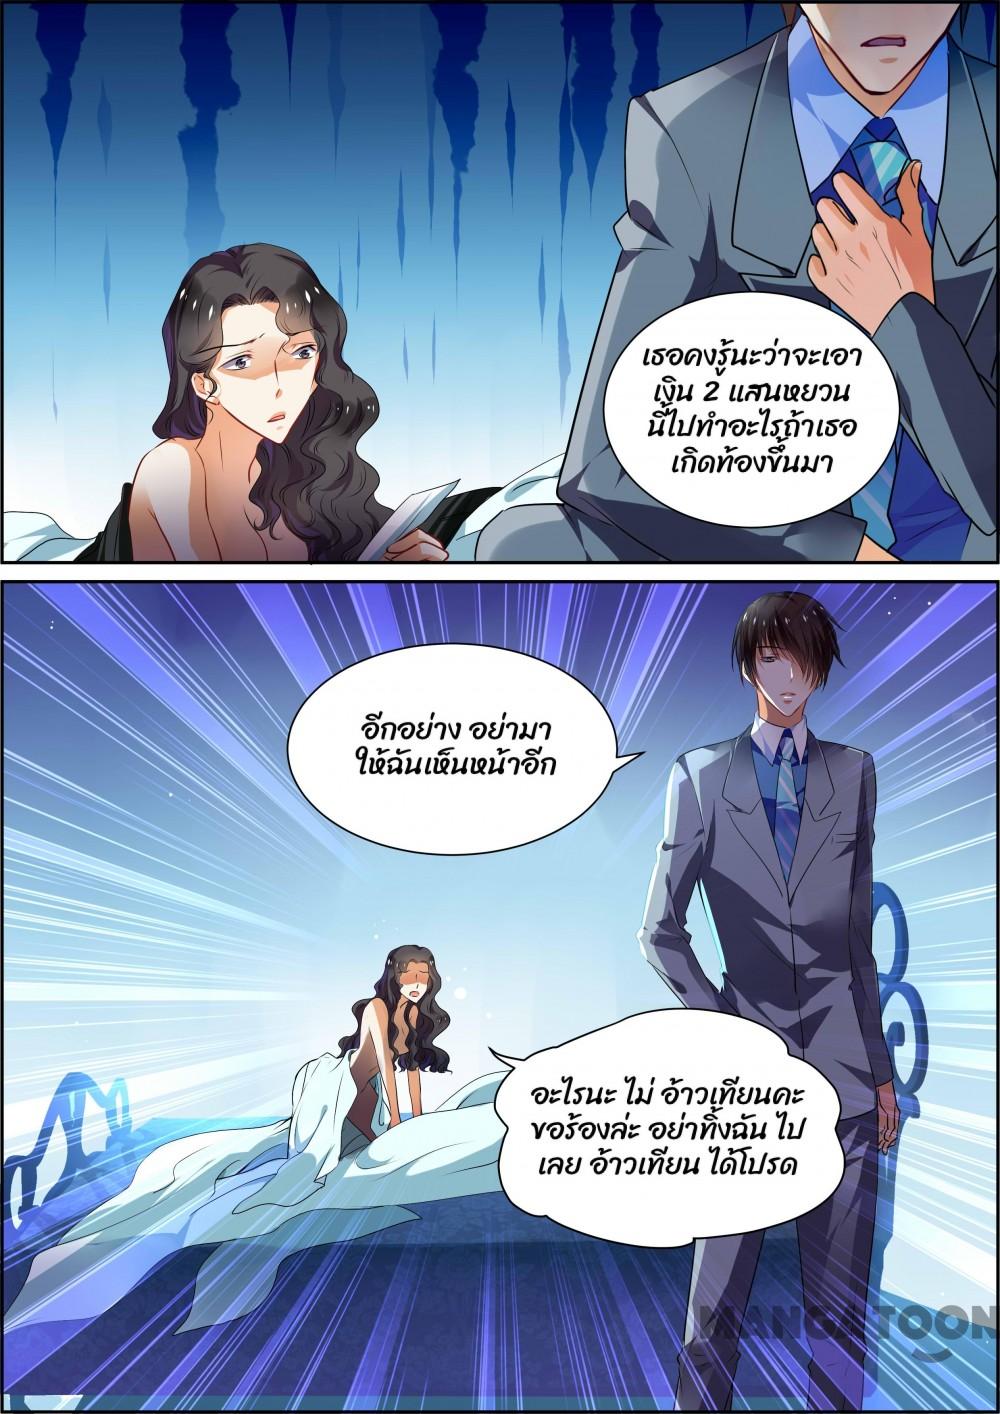 เธอคงรู้นะว่าจะเอา
เงิน 2 แสนหยวน
นี้ไปทำอะไรถ้าเธอ
เกิดท้องขึ้นมา
อีกอย่าง อย่ามา
ให้ฉันเห็นหน้าอีก
อะไรนะ ไม่ อ้าวเทียนคะ
ขอร้องล่ะ อย่าทิ้งฉัน ไป
เลย อ้าวเทียน ได้โปรด
MANGATOON